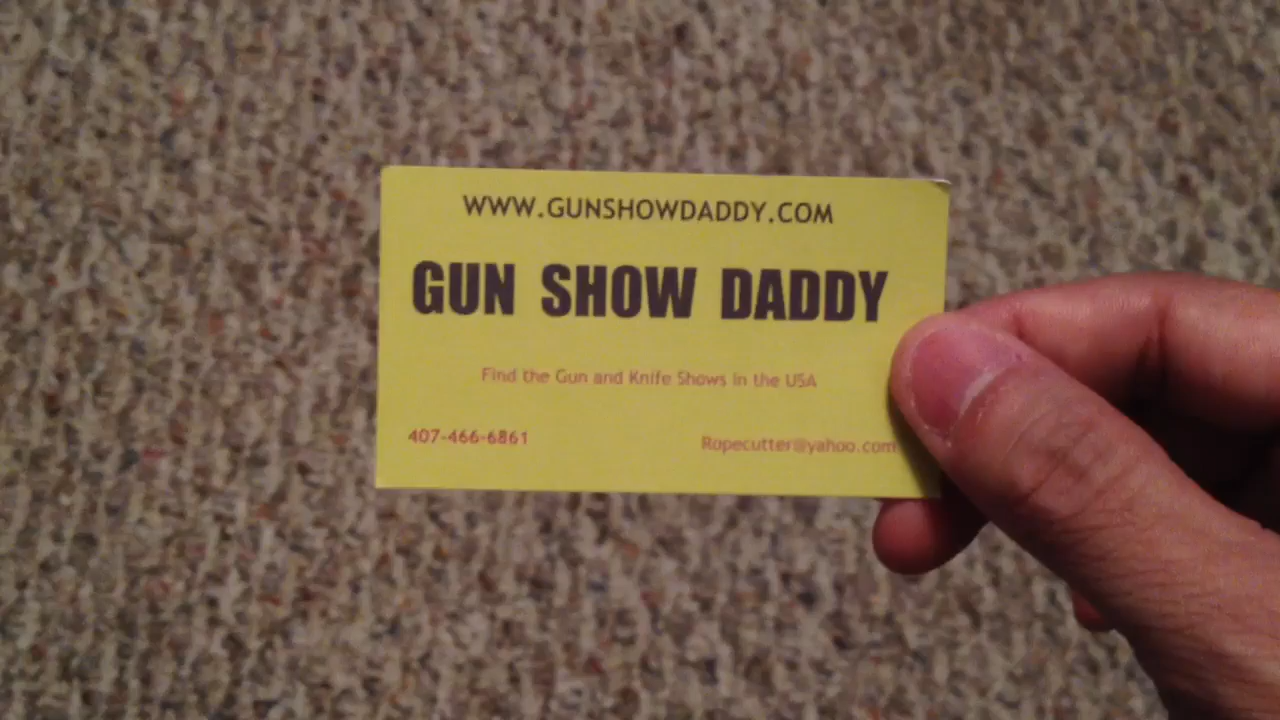 WWW.GUNSHOWDADDY.COM
GUN SHOW DADDY
Find the Gun and Knife Shows in the USA
407-466-6861
Ropecutter@yahoo.com